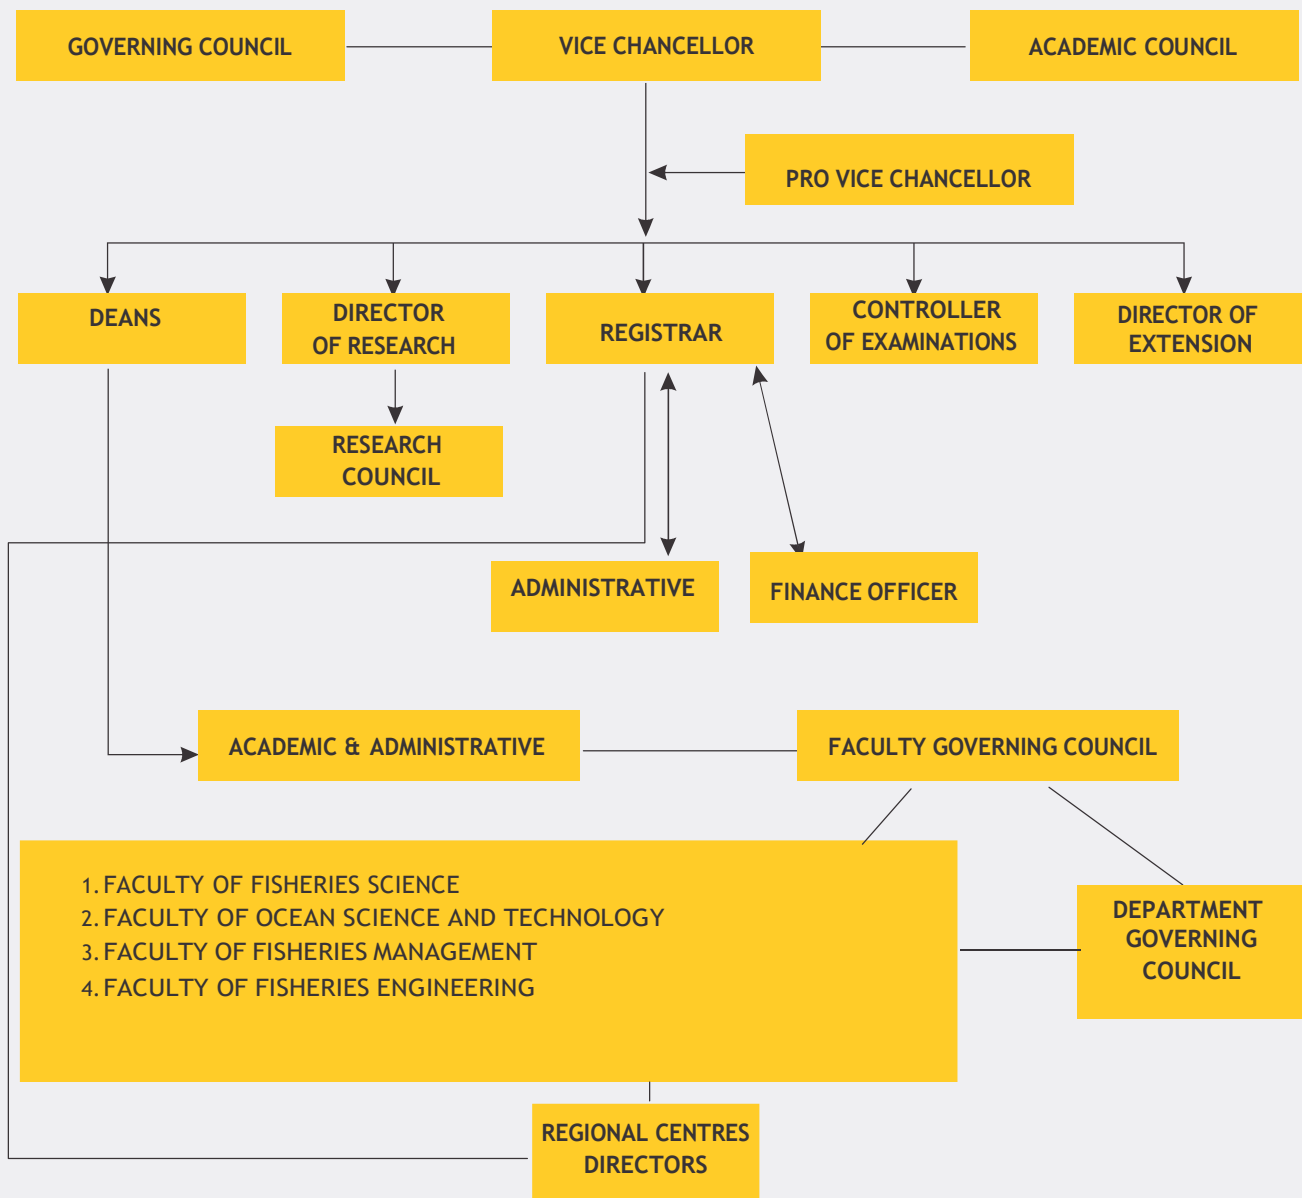 GOVERNING COUNCIL
VICE CHANCELLOR
ACADEMIC COUNCIL
PRO VICE CHANCELLOR
DEANS
DIRECTOR
OF RESEARCH
REGISTRAR
CONTROLLER
OF EXAMINATIONS
DIRECTOR OF
EXTENSION
RESEARCH
COUNCIL
ADMINISTRATIVE
FINANCE OFFICER
ACADEMIC & ADMINISTRATIVE
FACULTY GOVERNING COUNCIL
1. FACULTY OF FISHERIES SCIENCE
2. FACULTY OF OCEAN SCIENCE AND TECHNOLOGY
3. FACULTY OF FISHERIES MANAGEMENT
4. FACULTY OF FISHERIES ENGINEERING
DEPARTMENT
GOVERNING
COUNCIL
REGIONAL CENTRES
DIRECTORS